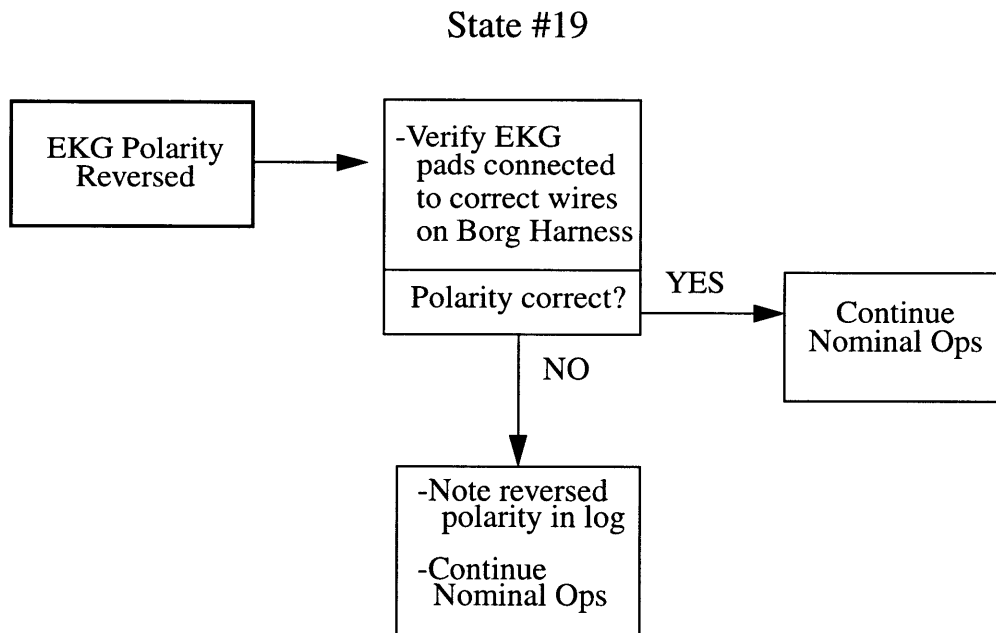 State #19
EKG Polarity
Reversed
-Verify EKG
pads connected
to correct wires
on Borg Harness
Polarity correct?
YES
Continue
Nominal Ops
NO
-Note reversed
polarity in log
-Continue
Nominal Ops